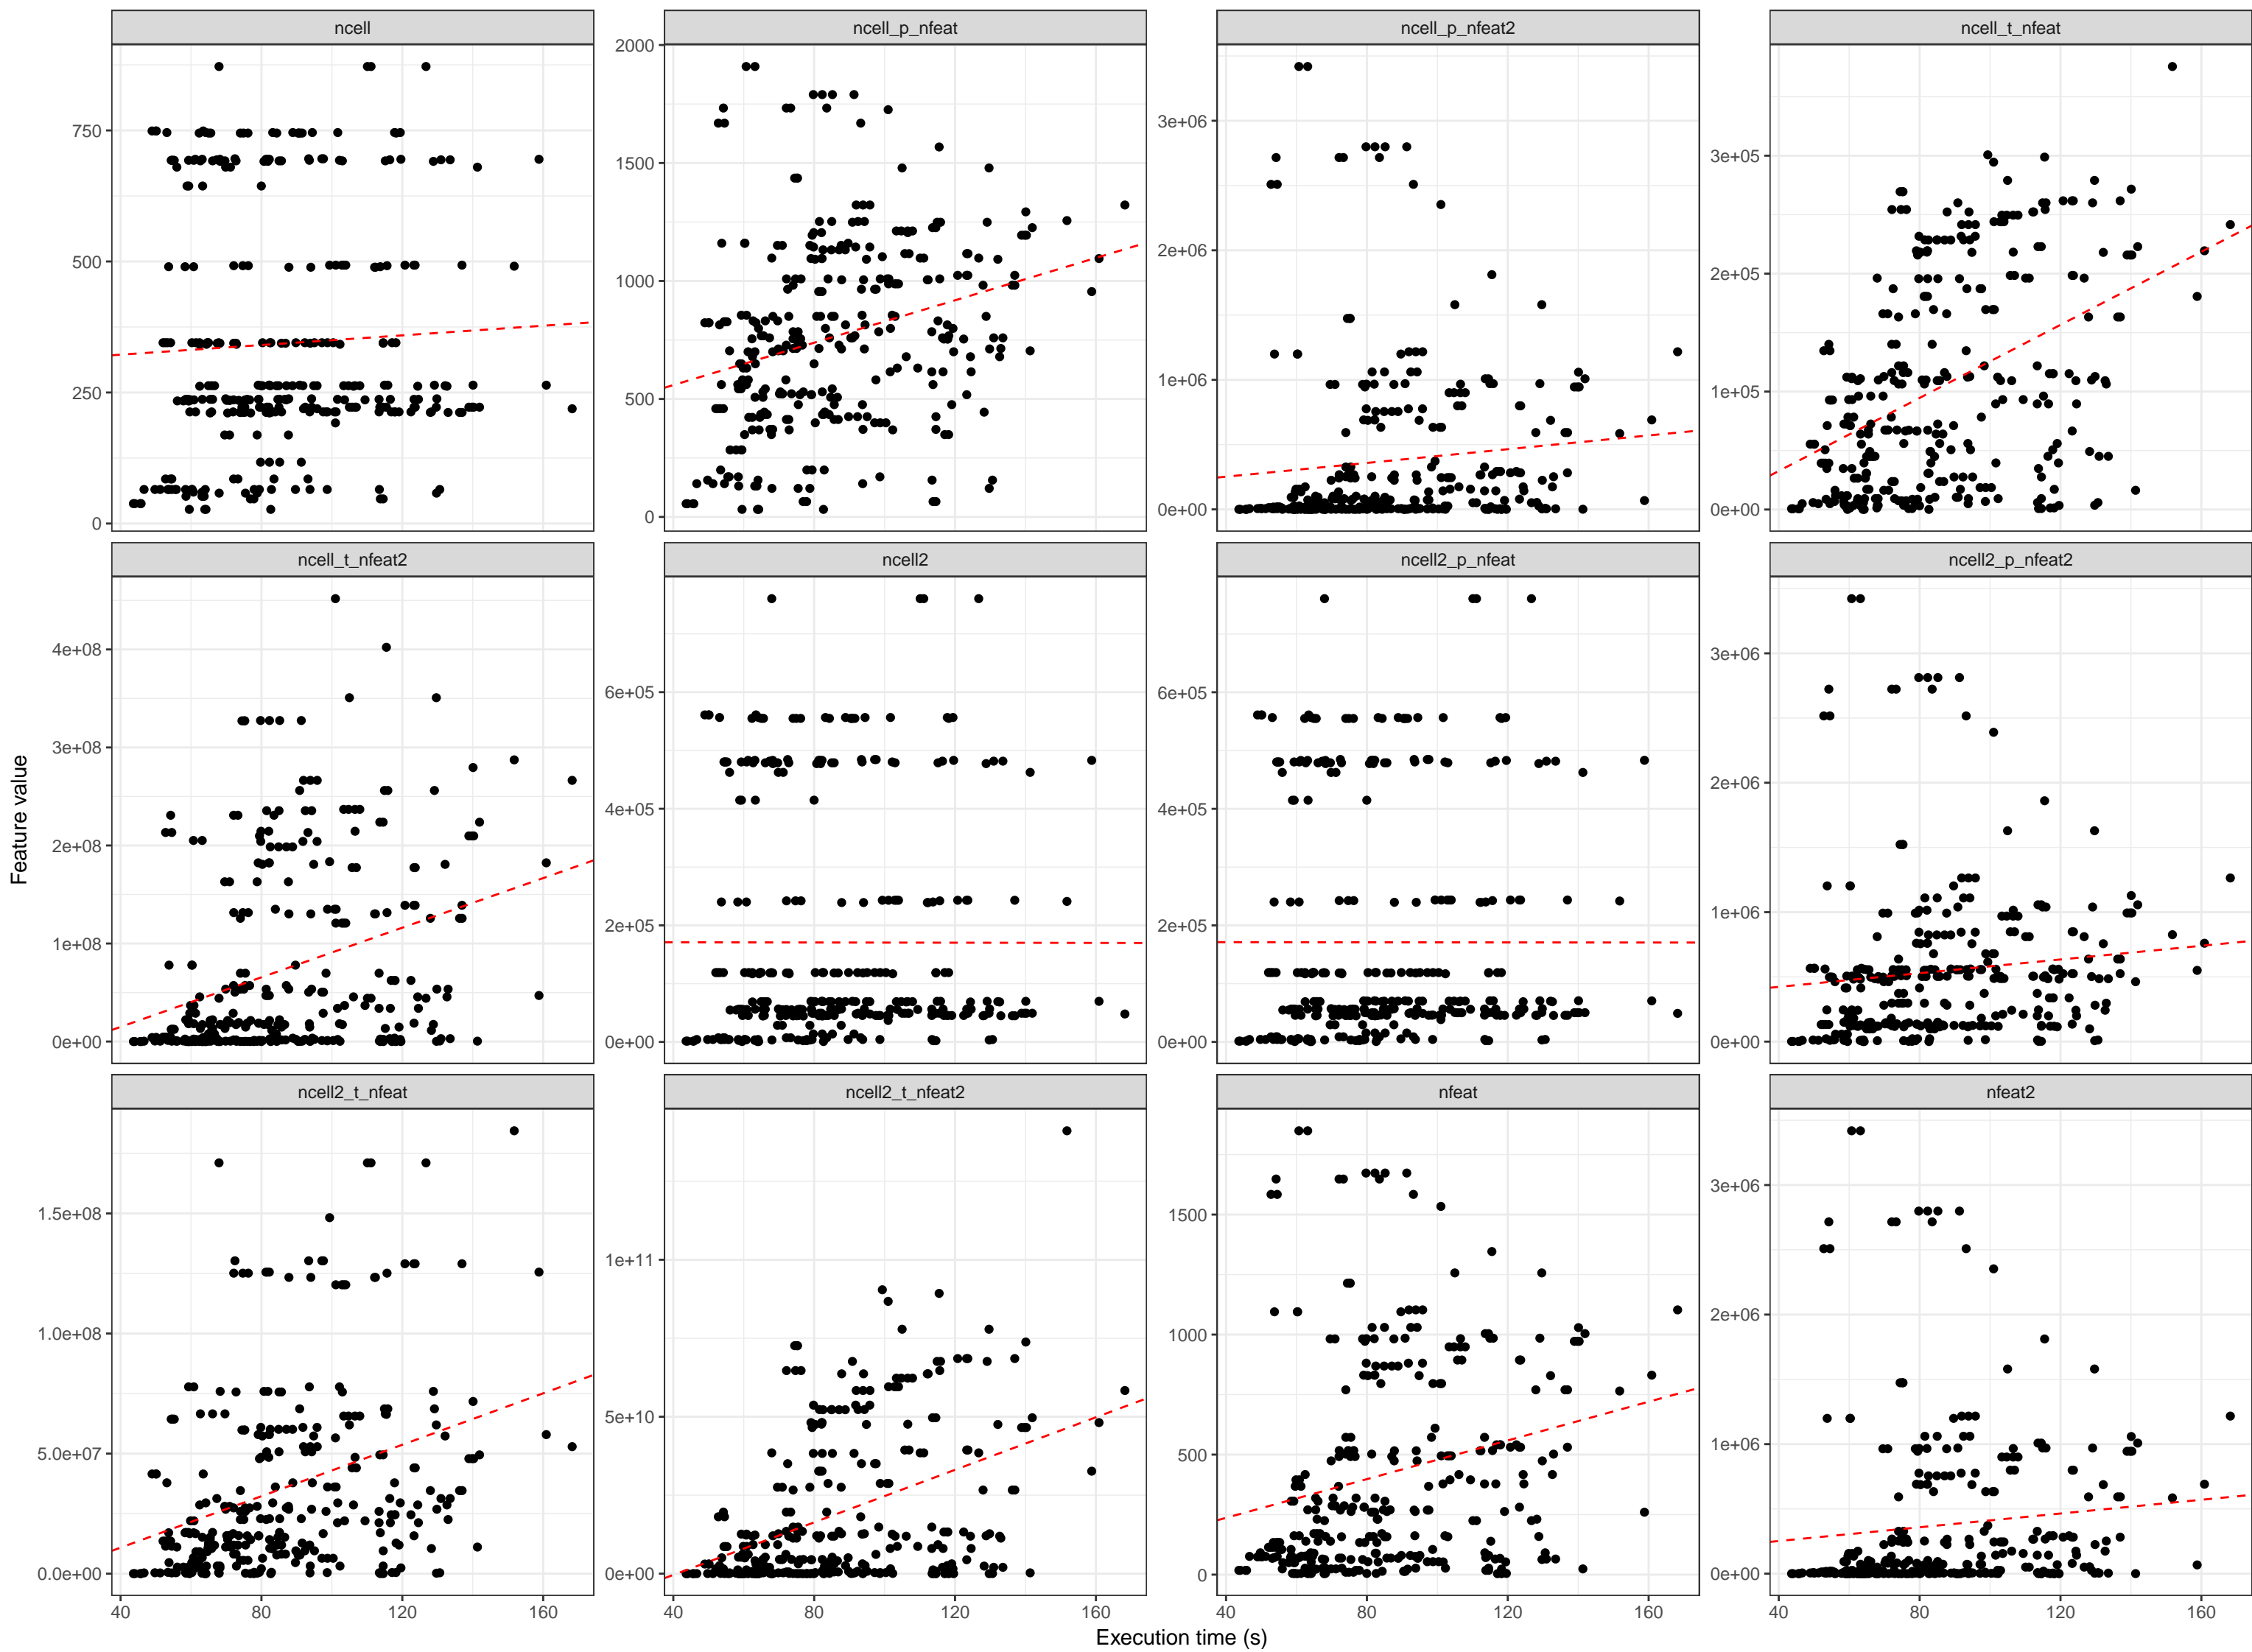 ncell ncell_p_nfeat ncell_p_nfeat2 ncell_t_nfeat
750
500
250
0
2000
1500
1000
500
0
3e+06
2e+06
1e+06
0e+00
3e+05
2e+05
1e+05
0e+00
ncell_t_nfeat2 ncell2 ncell2_p_nfeat ncell2_p_nfeat2
4e+08
3e+08
2e+08
1e+08
0e+00
6e+05
4e+05
2e+05
0e+00
6e+05
4e+05
2e+05
0e+00
3e+06
2e+06
1e+06
0e+00
Feature value
ncell2_t_nfeat ncell2_t_nfeat2 nfeat nfeat2
1.5e+08
1.0e+08
5.0e+07
0.0e+00
1e+11
5e+10
0e+00
1500
1000
500
0
3e+06
2e+06
1e+06
0e+00
40 80 120 160 40 80 120 160 40 80 120 160 40 80 120 160
Execution time (s)